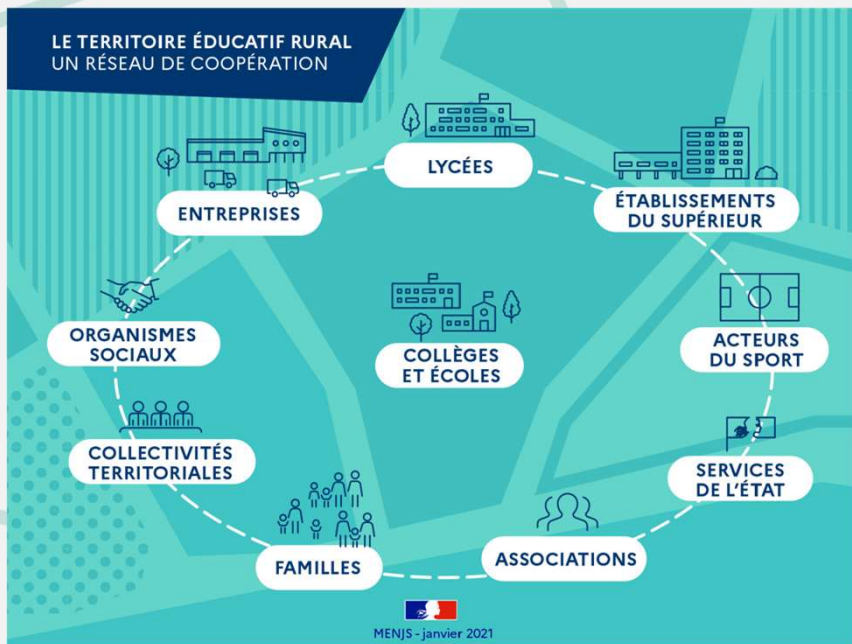 LE TERRITOIRE ÉDUCATIF RURAL
UN RÉSEAU DE COOPÉRATION
LYCÉES
ENTREPRISES
ÉTABLISSEMENTS
DU SUPÉRIEUR
ORGANISMES
SOCIAUX
COLLÈGES
ET ÉCOLES
ACTEURS
DU SPORT
COLLECTIVITÉS
TERRITORIALES
SERVICES
DE L’ÉTAT
FAMILLES
ASSOCIATIONS
MENJS - janvier 2021